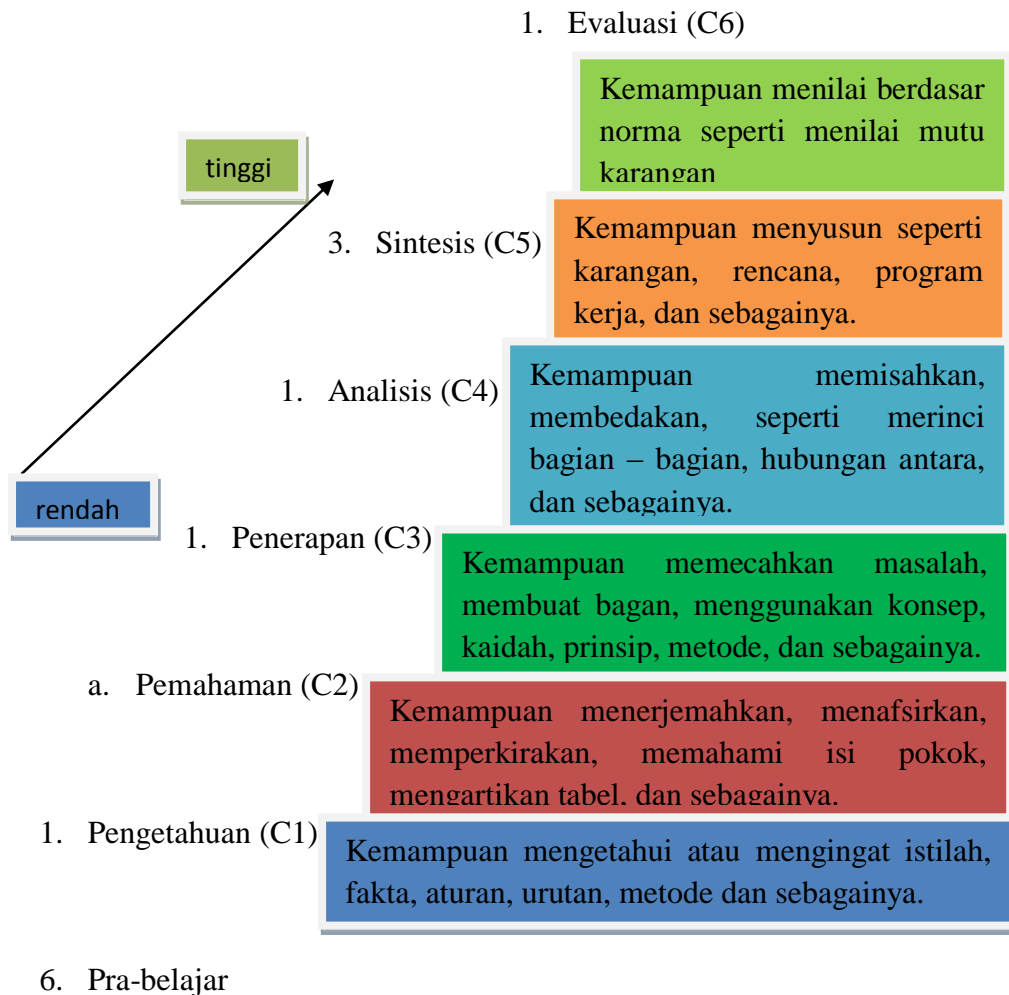 1. Evaluasi (C6)
Kemampuan menilai berdasar
norma seperti menilai mutu
karangan
tinggi
3. Sintesis (C5)
Kemampuan menyusun seperti
karangan, rencana, program
kerja, dan sebagainya.
1. Analisis (C4)
Kemampuan memisahkan,
membedakan, seperti merinci
bagian – bagian, hubungan antara,
dan sebagainya.
rendah
1. Penerapan (C3)
Kemampuan memecahkan masalah,
membuat bagan, menggunakan konsep,
kaidah, prinsip, metode, dan sebagainya.
a. Pemahaman (C2)
Kemampuan menerjemahkan, menafsirkan,
memperkirakan, memahami isi pokok,
mengartikan tabel, dan sebagainya.
1. Pengetahuan (C1)
Kemampuan mengetahui atau mengingat istilah,
fakta, aturan, urutan, metode dan sebagainya.
6. Pra-belajar